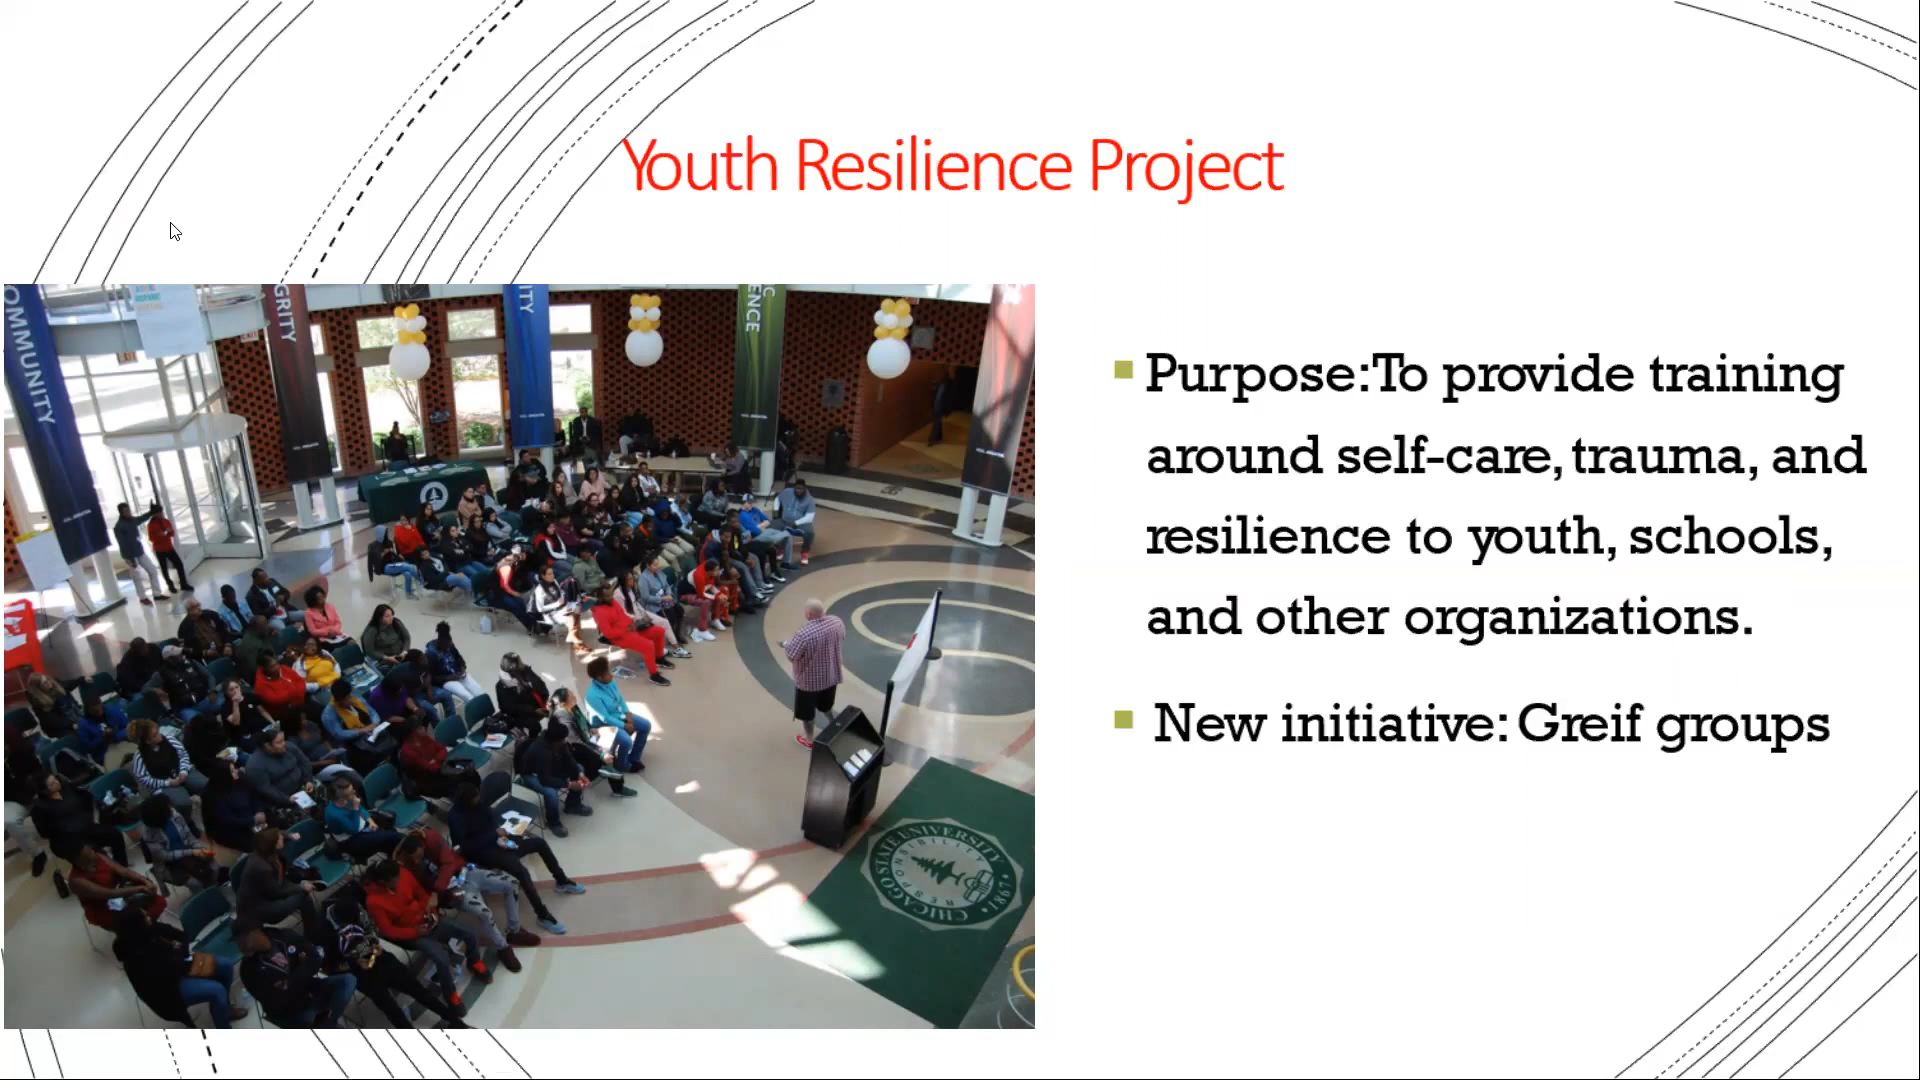 Youth Resilience Project
OMMUNITY
GRITY
ITY
C
ENCE
Purpose: To provide training
around self-care, trauma, and
resilience to youth, schools,
and other organizations.
New initiative: Greif groups
CHICAGO STATE UNIVERSITY
RESPONSIBILITY
1867